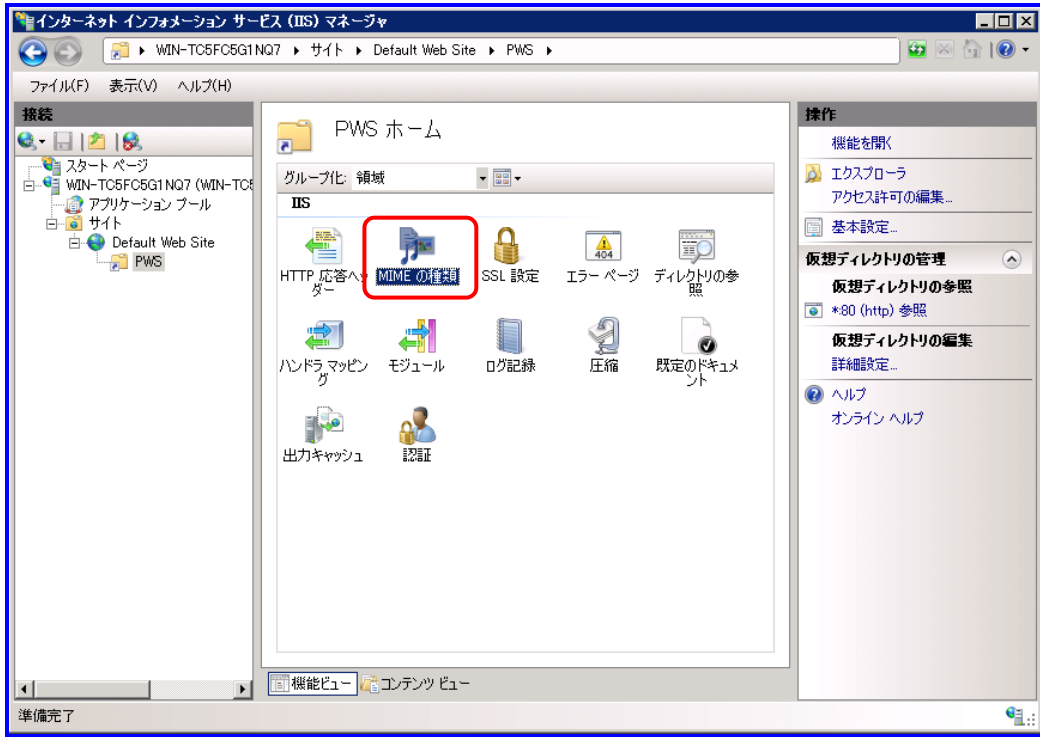 インターネット インフォメーション サービス (IIS) マネージャ
WIN-TC5FC5G1NQ7 サイト Default Web Site PWS
ファイル(F) 表示(V) ヘルプ(H)
接続
スタート ページ
WIN-TC5FC5G1NQ7 (WIN-TC5
アプリケーション プール
サイト
Default Web Site
PWS
PWS ホーム
グループ化: 領域
IIS
HTTP 応答ヘッ
ダー
MIME の種類
SSL 設定
404
エラー ページ
ディレクトリの参
照
ハンドラ マッピン
グ
モジュール
ログ記録
圧縮
既定のドキュメ
ント
出力キャッシュ
認証
機能ビュー
コンテンツ ビュー
操作
機能を開く
エクスプローラ
アクセス許可の編集...
基本設定...
仮想ディレクトリの管理
仮想ディレクトリの参照
*:80 (http) 参照
仮想ディレクトリの編集
詳細設定...
ヘルプ
オンライン ヘルプ
準備完了